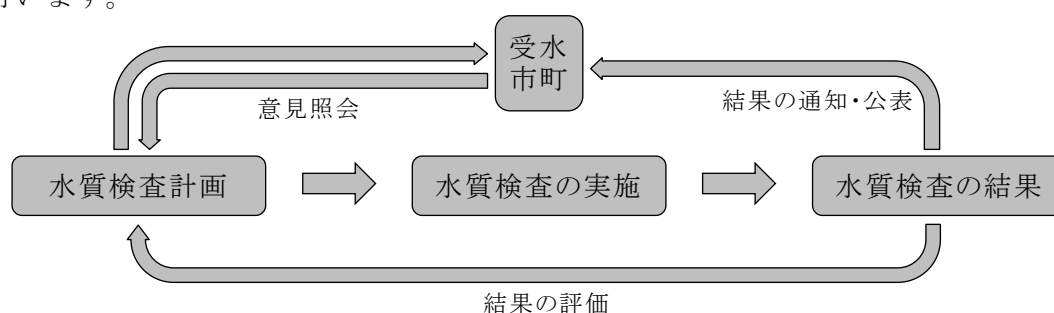 います。
受水
市町
意見照会
結果の通知・公表
水質検査計画
水質検査の実施
水質検査の結果
結果の評価